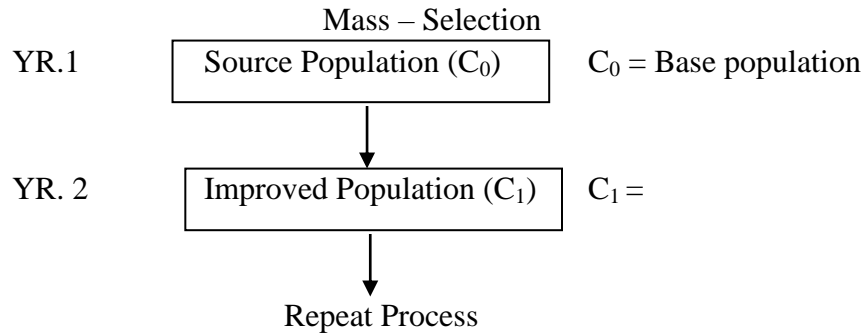 Mass – Selection
YR.1 Source Population (C₀) C₀ = Base population
YR. 2 Improved Population (C₁) C₁ =
Repeat Process